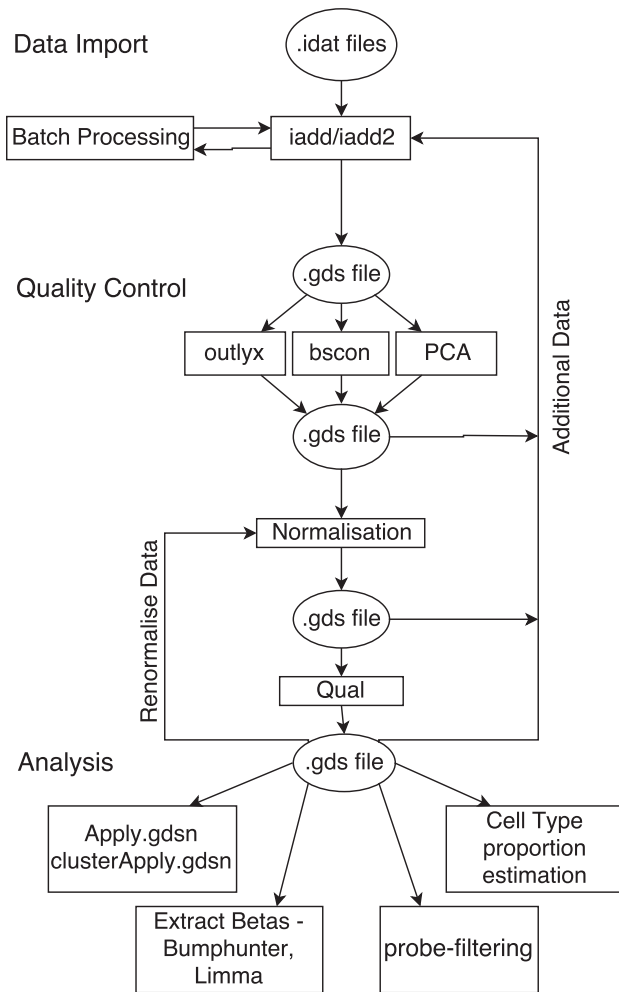 Data Import
.idat files
Batch Processing
iadd/iadd2
.gds file
Quality Control
outlyx
bscon
PCA
Additional Data
.gds file
Normalisation
Renormalise Data
.gds file
Qual
Analysis
.gds file
Apply.gdsn
clusterApply.gdsn
Cell Type
proportion
estimation
Extract Betas -
Bumphunter,
Limma
probe-filtering